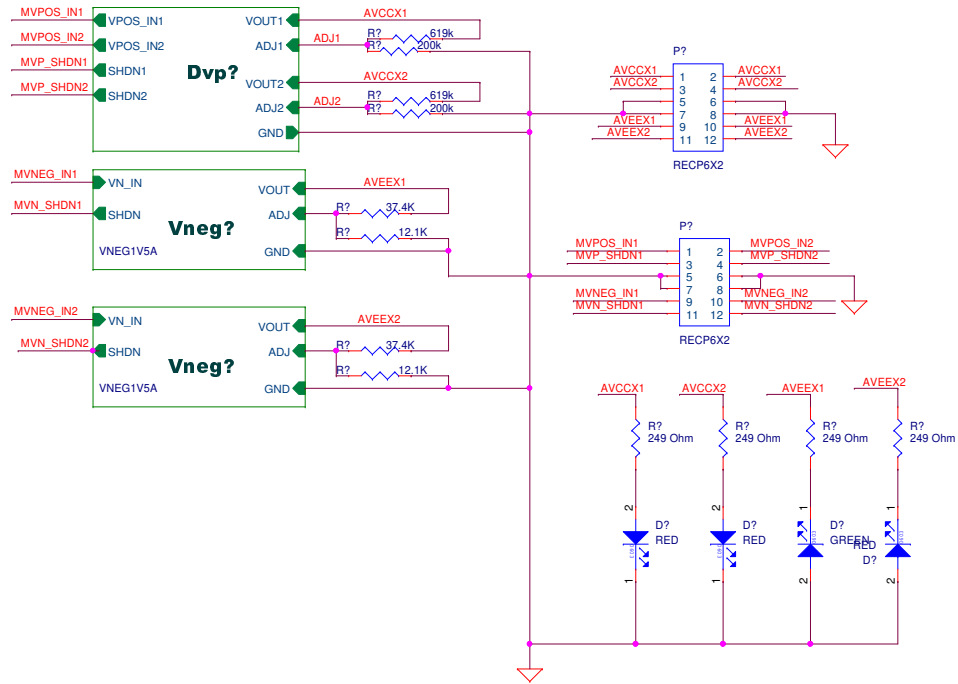 MVPOS_IN1
VPOS_IN1
VOUT1
AVCCX1
MVPOS_IN2
VPOS_IN2
ADJ1
ADJ1
R?
619k
R?
200k
MVP_SHDN1
SHDN1
Dvp?
VOUT2
AVCCX2
MVP_SHDN2
SHDN2
ADJ2
ADJ2
R?
619k
R?
200k
GND
P?
AVCCX1
1
2
AVCCX1
AVCCX2
3
4
AVCCX2
5
6
7
8
AVEEX1
9
10
AVEEX1
AVEEX2
11
12
AVEEX2
RECP6X2
MVNEG_IN1
VN_IN
VOUT
AVEEX1
MVN_SHDN1
SHDN
Vneg?
ADJ
R?
37.4K
R?
12.1K
VNEG1V5A
GND
P?
MVPOS_IN1
1
2
MVPOS_IN2
MVP_SHDN1
3
4
MVP_SHDN2
5
6
7
8
MVNEG_IN1
9
10
MVNEG_IN2
MVN_SHDN1
11
12
MVN_SHDN2
RECP6X2
MVNEG_IN2
VN_IN
VOUT
AVEEX2
MVN_SHDN2
SHDN
Vneg?
ADJ
R?
37.4K
R?
12.1K
VNEG1V5A
GND
AVCCX1
AVCCX2
AVEEX1
AVEEX2
R?
249 Ohm
R?
249 Ohm
R?
249 Ohm
R?
249 Ohm
2
2
1
1
D?
RED
D?
RED
D?
GREEN
RED
D?
1
1
2
2